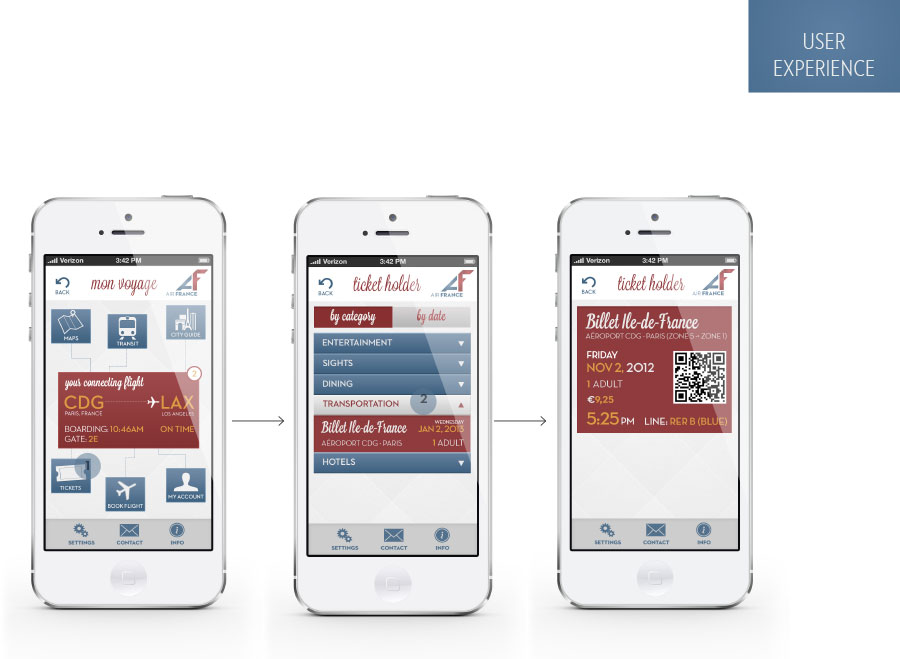 USER
EXPERIENCE
Verizon 3:42 PM
BACK
mon voyage
AF
AIR FRANCE
MAPS
TRANSIT
CITY GUIDE
2
your connecting flight
CDG LAX
PARIS, FRANCE LOS ANGELES
BOARDING: 10:46AM ON TIME
GATE: 2E
1
TICKETS
BOOK FLIGHT
MY ACCOUNT
SETTINGS CONTACT INFO
Verizon 3:42 PM
BACK
ticket holder
AF
AIR FRANCE
by category by date
ENTERTAINMENT
SIGHTS
DINING
TRANSPORTATION 2
Billet Ile-de-France
WEDNESDAY
JAN 2, 2013
AÉROPORT CDG - PARIS 1 ADULT
HOTELS
SETTINGS CONTACT INFO
Verizon 3:42 PM
BACK
ticket holder
AF
AIR FRANCE
Billet Ile-de-France
AÉROPORT CDG - PARIS (ZONE 5 – ZONE 1)
FRIDAY
NOV 2, 2012
1 ADULT
€9,25
5:25 PM LINE: RER B (BLUE)
SETTINGS CONTACT INFO